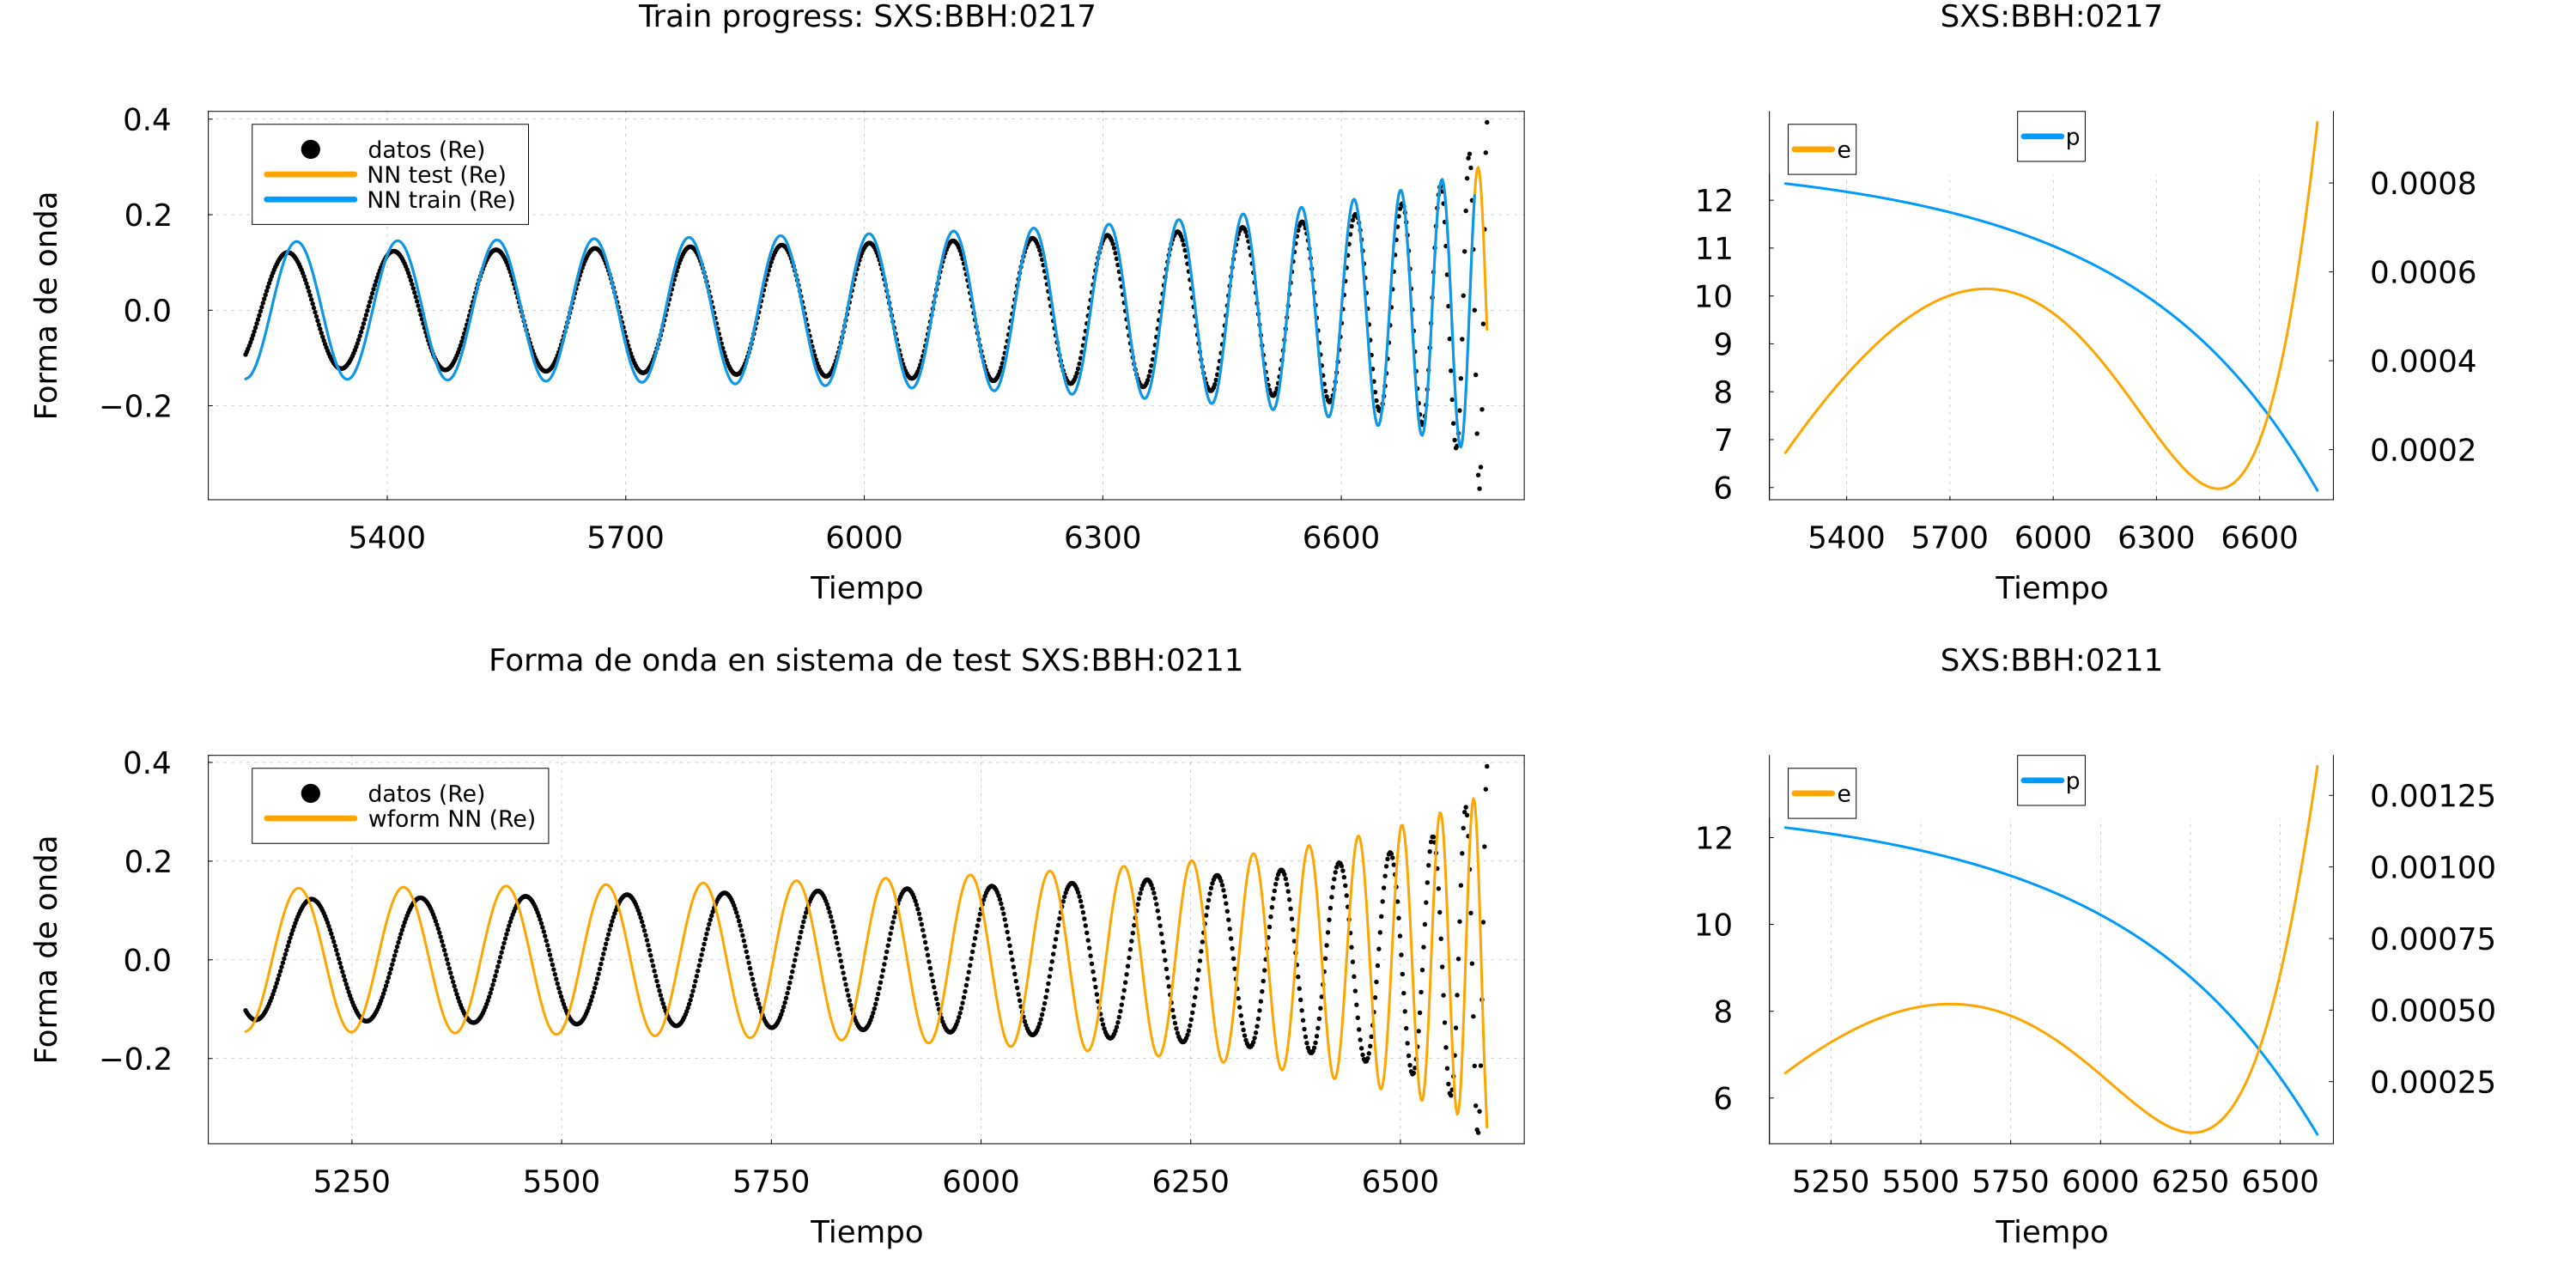 Train progress: SXS:BBH:0217
Forma de onda
0.4
0.2
0.0
−0.2
datos (Re)
NN test (Re)
NN train (Re)
5400 5700 6000 6300 6600
Tiempo
SXS:BBH:0217
e
p
12
11
10
9
8
7
6
0.0008
0.0006
0.0004
0.0002
5400 5700 6000 6300 6600
Tiempo
Forma de onda en sistema de test SXS:BBH:0211
Forma de onda
0.4
0.2
0.0
−0.2
datos (Re)
wform NN (Re)
5250 5500 5750 6000 6250 6500
Tiempo
SXS:BBH:0211
e
p
12
10
8
6
0.00125
0.00100
0.00075
0.00050
0.00025
5250 5500 5750 6000 6250 6500
Tiempo